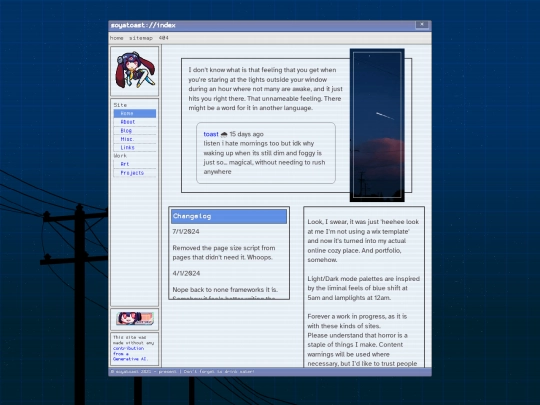 soyatoast://index
home sitemap 404
Site
Home
About
Blog
Misc.
Links
Work
Art
Projects
This site was
made without any
contribution
from a
Generative AI.
I don't know what is that feeling that you get when
you're staring at the lights outside your window
during an hour where not many are awake, and it just
hits you right there. That unnameable feeling. There
might be a word for it in another language.
toast 🌧 15 days ago
listen i hate mornings too but idk why
waking up when its still dim and foggy is
just so... magical, without needing to rush
anywhere
Changelog
7/1/2024
Removed the page size script from
pages that didn't need it. Whoops.
4/1/2024
Nope back to none frameworks it is.
Look, I swear, it was just 'heehee look
at me I'm not using a wix template'
and now it's turned into my actual
online cozy place. And portfolio,
somehow.
Light/Dark mode palettes are inspired
by the liminal feels of blue shift at
5am and lamplights at 12am.
Forever a work in progress, as it is
with these kinds of sites.
Please understand that horror is a
staple of things I make. Content
warnings will be used where
necessary, but I'd like to trust people
© soyatoast 2021 - present | Don't forget to drink water!